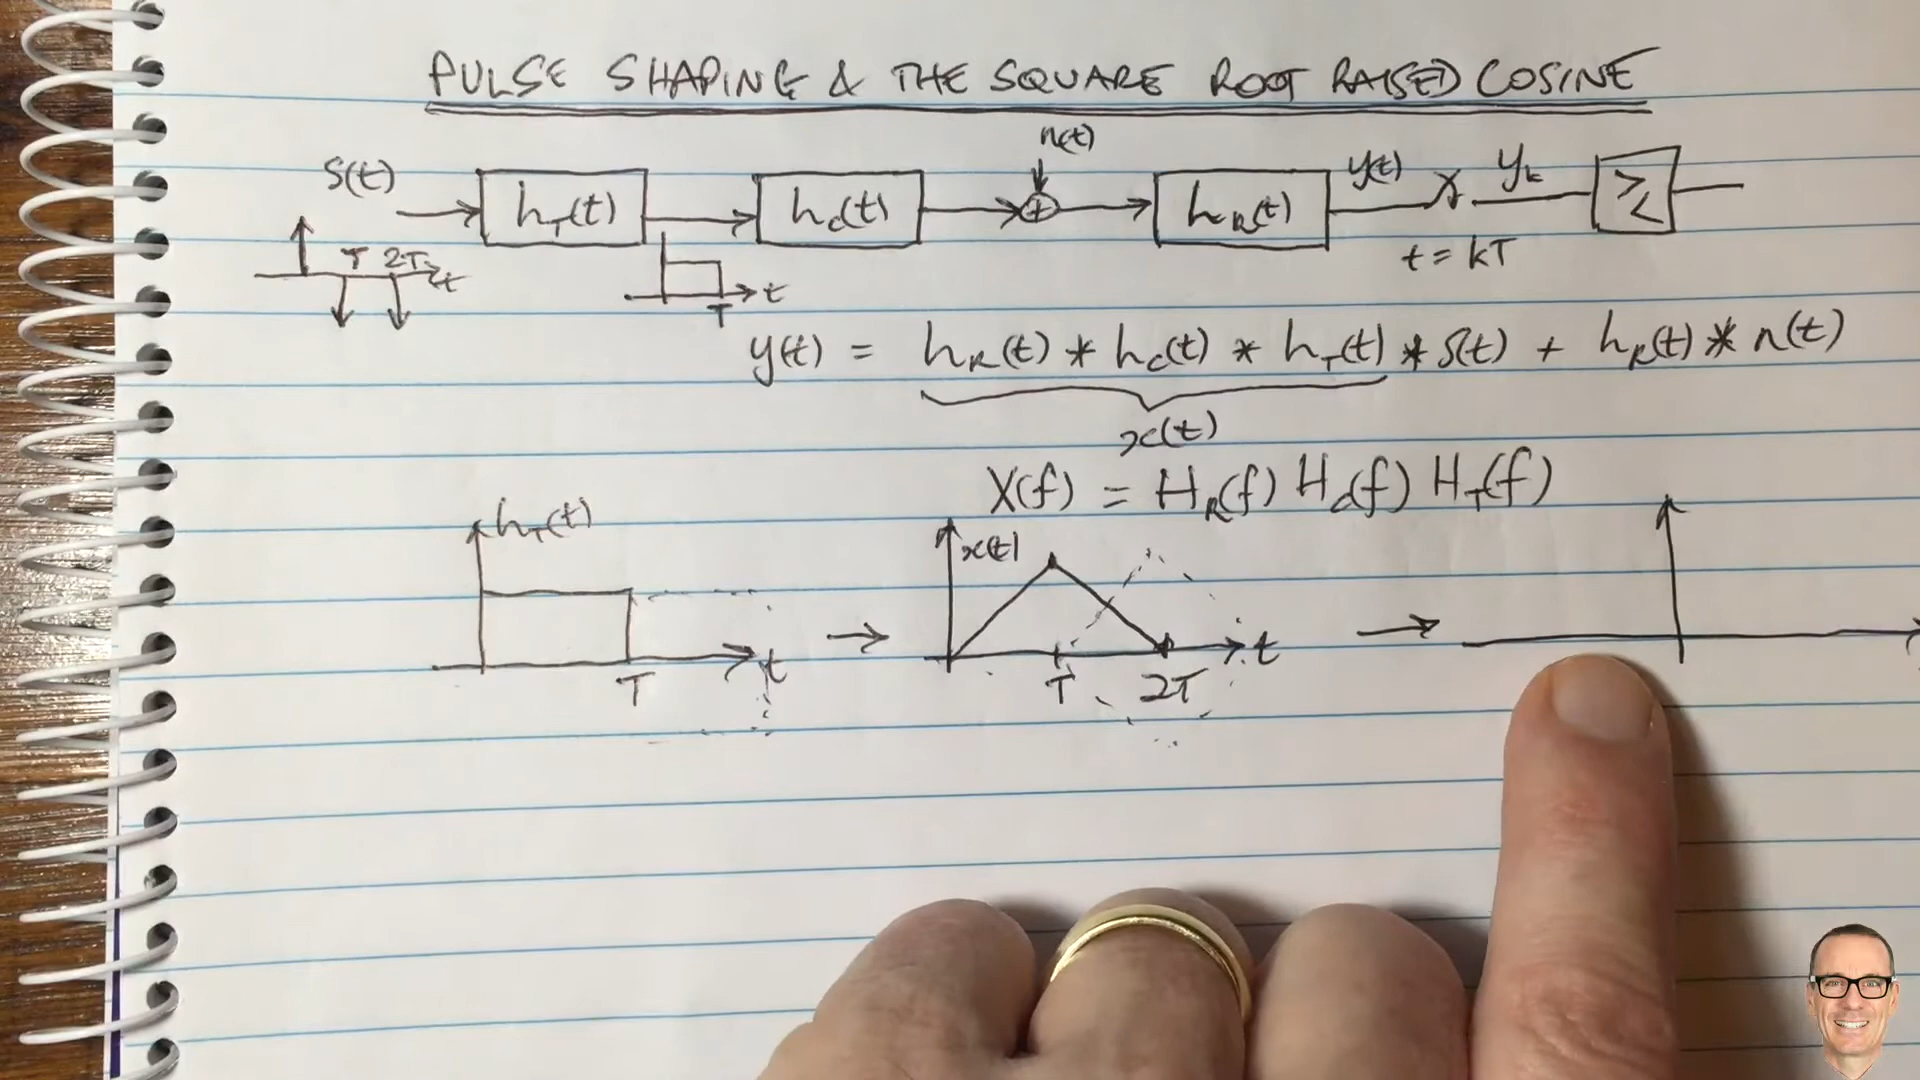 PULSE SHAPING & THE SQUARE ROOT RAISED COSINE
n(t)
S(t) h_T(t) h_c(t) + h_R(t) y(t) y_k ><
T 2T t
T t
t = kT
y(t) = h_R(t) * h_c(t) * h_T(t) * S(t) + h_R(t) * n(t)
x(t)
X(f) = H_R(f) H_c(f) H_T(f)
h_T(t)
x(t)
T t
T 2T t